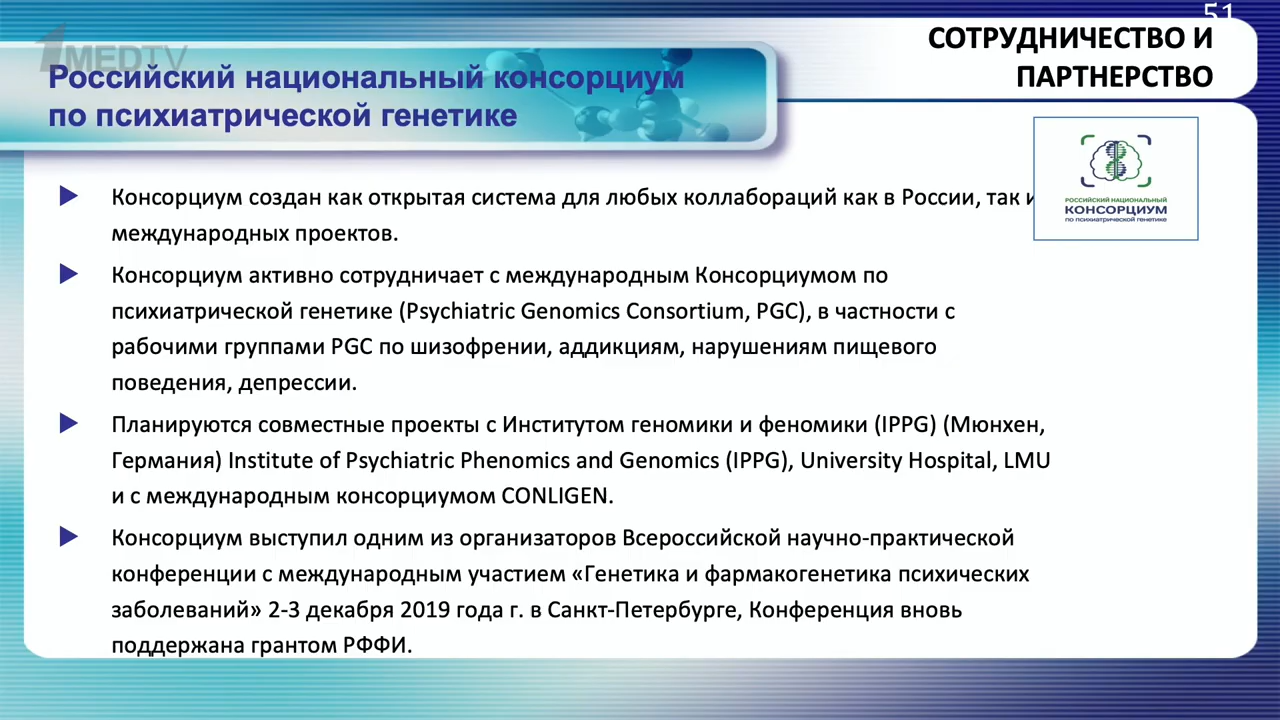 51
1MEDTV
СОТРУДНИЧЕСТВО И
ПАРТНЕРСТВО
Российский национальный консорциум
по психиатрической генетике
РОССИЙСКИЙ НАЦИОНАЛЬНЫЙ
КОНСОРЦИУМ
по психиатрической генетике
Консорциум создан как открытая система для любых коллабораций как в России, так и
международных проектов.
Консорциум активно сотрудничает с международным Консорциумом по
психиатрической генетике (Psychiatric Genomics Consortium, PGC), в частности с
рабочими группами PGC по шизофрении, аддикциям, нарушениям пищевого
поведения, депрессии.
Планируются совместные проекты с Институтом геномики и феномики (IPPG) (Мюнхен,
Германия) Institute of Psychiatric Phenomics and Genomics (IPPG), University Hospital, LMU
и с международным консорциумом CONLIGEN.
Консорциум выступил одним из организаторов Всероссийской научно-практической
конференции с международным участием «Генетика и фармакогенетика психических
заболеваний» 2-3 декабря 2019 года г. в Санкт-Петербурге, Конференция вновь
поддержана грантом РФФИ.